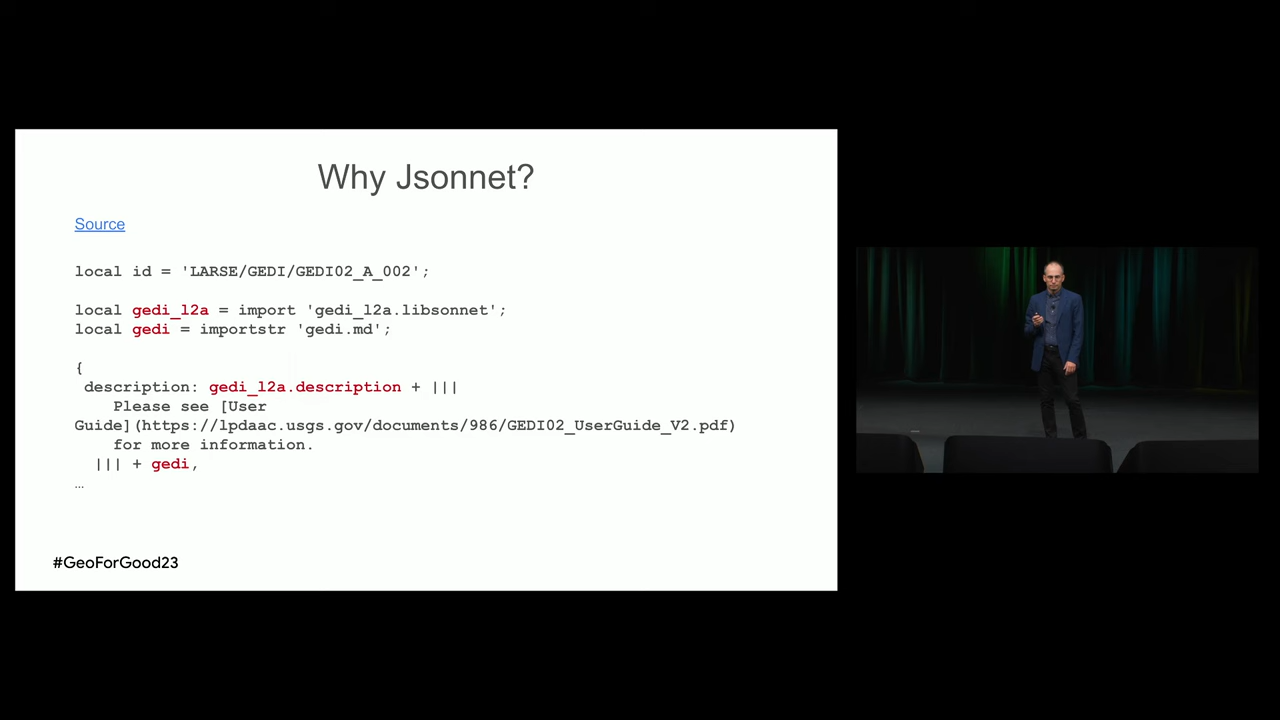 Why Jsonnet?
Source
local id = 'LARSE/GEDI/GEDI02_A_002';
local gedi_l2a = import 'gedi_l2a.libsonnet';
local gedi = importstr 'gedi.md';
{
description: gedi_l2a.description + |||
Please see [User
Guide](https://lpdaac.usgs.gov/documents/986/GEDI02_UserGuide_V2.pdf)
for more information.
||| + gedi,
…
#GeoForGood23